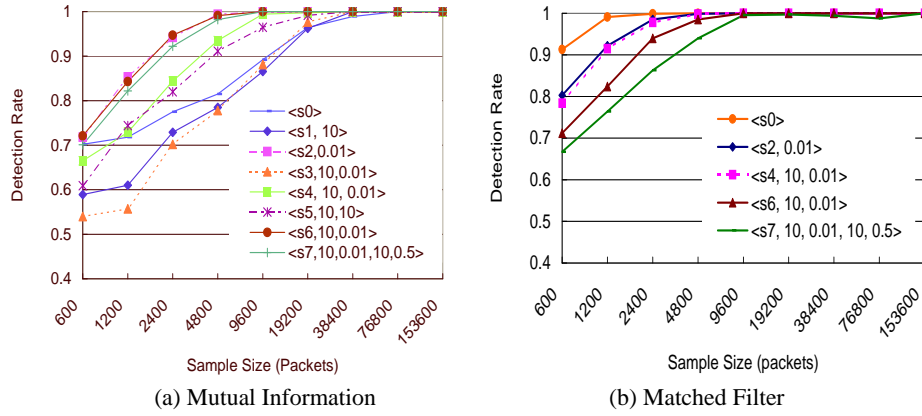 Detection Rate
1
0.9
0.8
0.7
0.6
0.5
0.4
<s0>
<s1, 10>
<s2,0.01>
<s3,10,0.01>
<s4, 10, 0.01>
<s5,10,10>
<s6,10,0.01>
<s7,10,0.01,10,0.5>
600
1200
2400
4800
9600
19200
38400
76800
153600
Sample Size (Packets)
(a) Mutual Information
Detection Rate
1
0.9
0.8
0.7
0.6
0.5
0.4
<s0>
<s2, 0.01>
<s4, 10, 0.01>
<s6, 10, 0.01>
<s7, 10, 0.01, 10, 0.5>
600
1200
2400
4800
9600
19200
38400
76800
153600
Sample Size (packets)
(b) Matched Filter